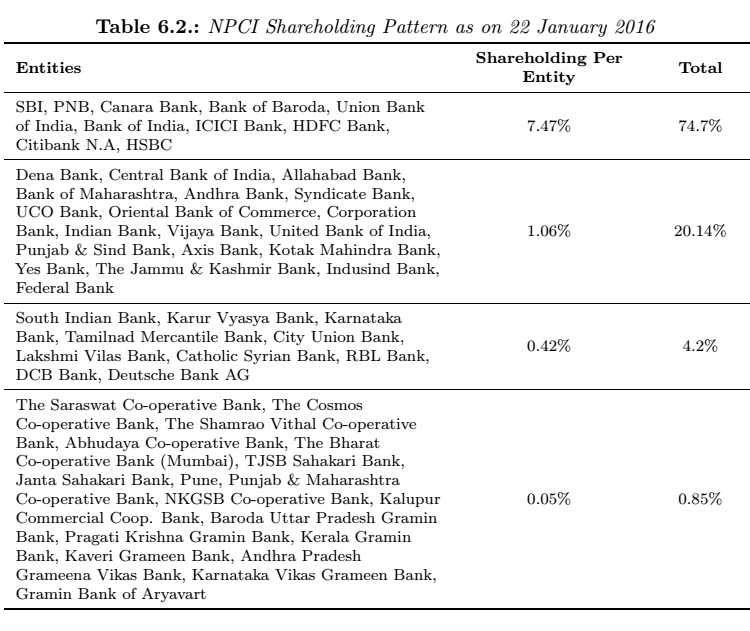 Table 6.2.: NPCI Shareholding Pattern as on 22 January 2016
Entities
Shareholding Per
Entity
Total
SBI, PNB, Canara Bank, Bank of Baroda, Union Bank
of India, Bank of India, ICICI Bank, HDFC Bank,
Citibank N.A, HSBC
7.47%
74.7%
Dena Bank, Central Bank of India, Allahabad Bank,
Bank of Maharashtra, Andhra Bank, Syndicate Bank,
UCO Bank, Oriental Bank of Commerce, Corporation
Bank, Indian Bank, Vijaya Bank, United Bank of India,
Punjab & Sind Bank, Axis Bank, Kotak Mahindra Bank,
Yes Bank, The Jammu & Kashmir Bank, Indusind Bank,
Federal Bank
1.06%
20.14%
South Indian Bank, Karur Vyasya Bank, Karnataka
Bank, Tamilnad Mercantile Bank, City Union Bank,
Lakshmi Vilas Bank, Catholic Syrian Bank, RBL Bank,
DCB Bank, Deutsche Bank AG
0.42%
4.2%
The Saraswat Co-operative Bank, The Cosmos
Co-operative Bank, The Shamrao Vithal Co-operative
Bank, Abhudaya Co-operative Bank, The Bharat
Co-operative Bank (Mumbai), TJSB Sahakari Bank,
Janta Sahakari Bank, Pune, Punjab & Maharashtra
Co-operative Bank, NKGSB Co-operative Bank, Kalupur
Commercial Coop. Bank, Baroda Uttar Pradesh Gramin
Bank, Pragati Krishna Gramin Bank, Kerala Gramin
Bank, Kaveri Grameen Bank, Andhra Pradesh
Grameena Vikas Bank, Karnataka Vikas Grameen Bank,
Gramin Bank of Aryavart
0.05%
0.85%